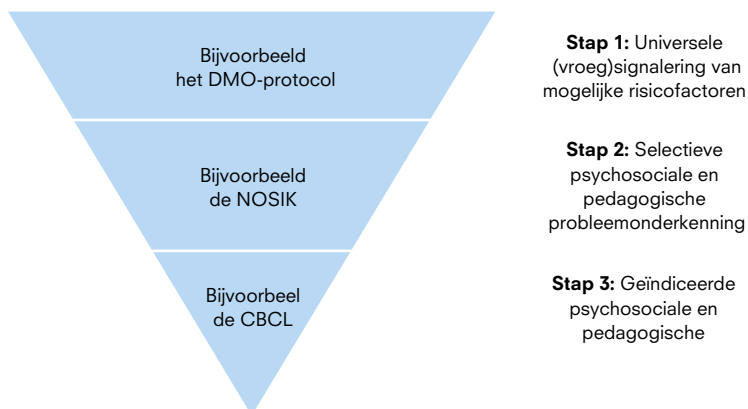 Bijvoorbeeld
het DMO-protocol
Stap 1: Universele
(vroeg)signalering van
mogelijke risicofactoren
Bijvoorbeeld
de NOSIK
Stap 2: Selectieve
psychosociale en
pedagogische
probleemonderkenning
Bijvoorbeel
de CBCL
Stap 3: Geïndiceerde
psychosociale en
pedagogische